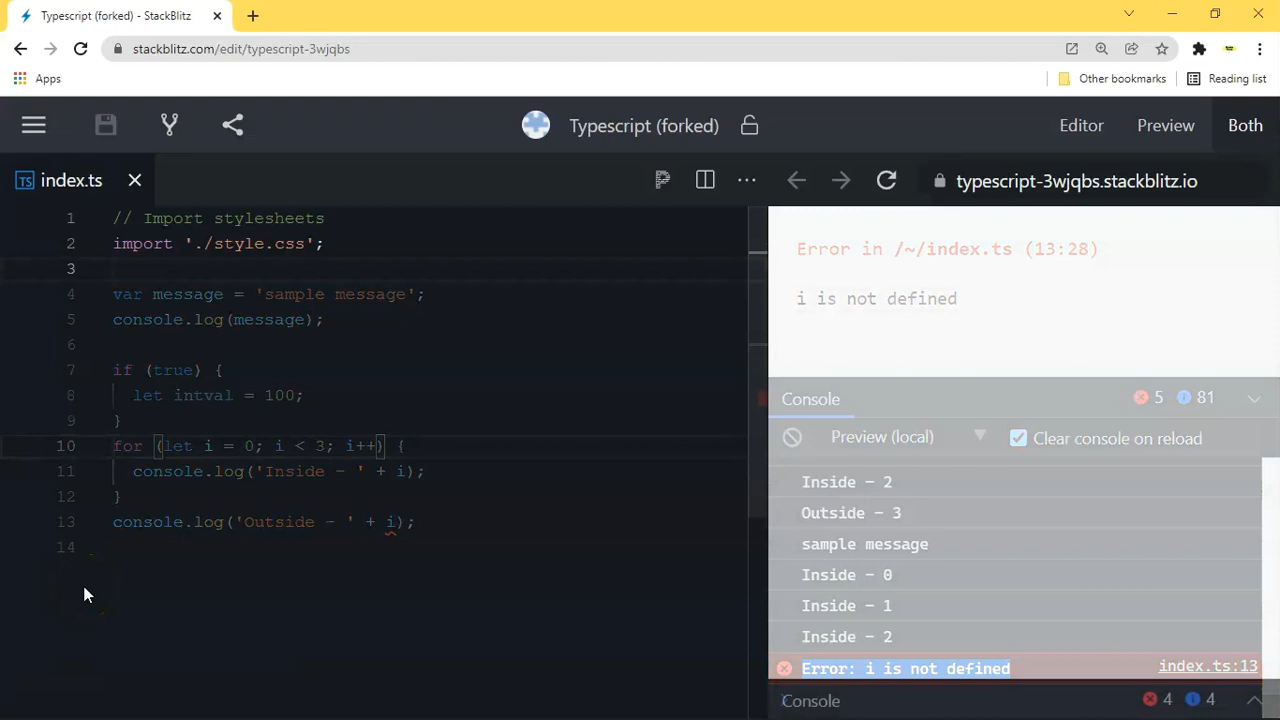 Typescript (forked) - StackBlitz
stackblitz.com/edit/typescript-3wjqbs
Apps
Other bookmarks
Reading list
Typescript (forked)
Editor
Preview
Both
TS index.ts
typescript-3wjqbs.stackblitz.io
1 // Import stylesheets
2 import './style.css';
3
4 var message = 'sample message';
5 console.log(message);
6
7 if (true) {
8 let intval = 100;
9 }
10 for (let i = 0; i < 3; i++) {
11 console.log('Inside - ' + i);
12 }
13 console.log('Outside - ' + i);
14
Error in /~/index.ts (13:28)
i is not defined
Console
5
81
Preview (local)
Clear console on reload
Inside - 2
Outside - 3
sample message
Inside - 0
Inside - 1
Inside - 2
Error: i is not defined
index.ts:13
Console
4
4